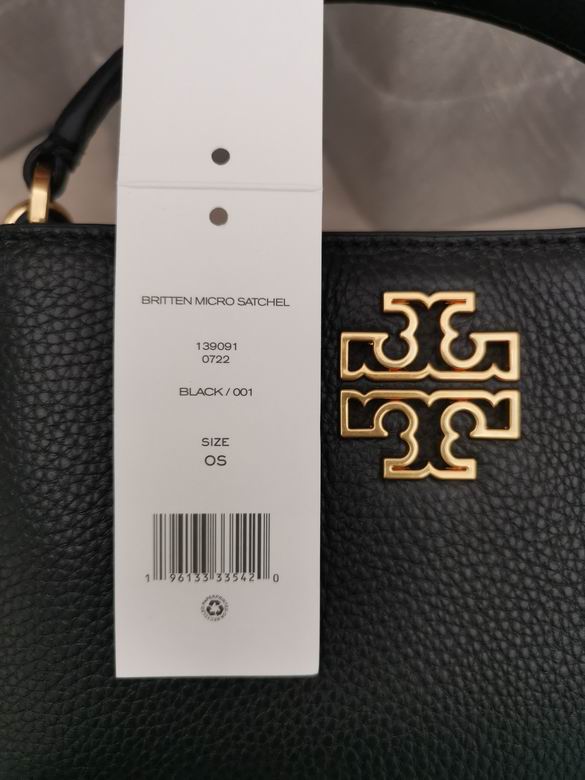 BRITTEN MICRO SATCHEL
139091
0722
BLACK / 001
SIZE
OS
1 96133 33542 0